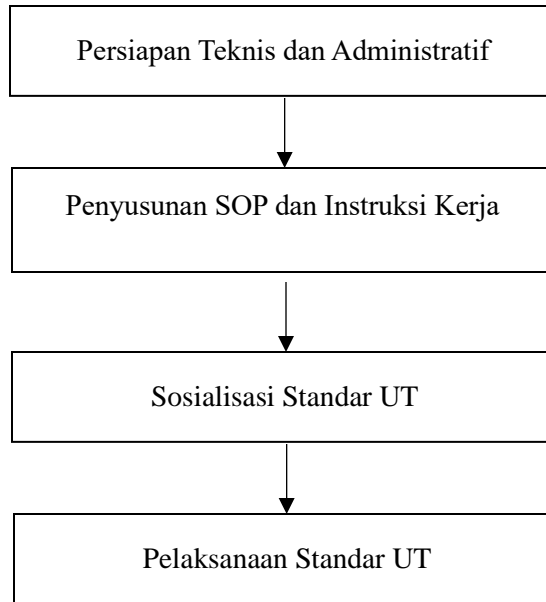 Persiapan Teknis dan Administratif
Penyusunan SOP dan Instruksi Kerja
Sosialisasi Standar UT
Pelaksanaan Standar UT